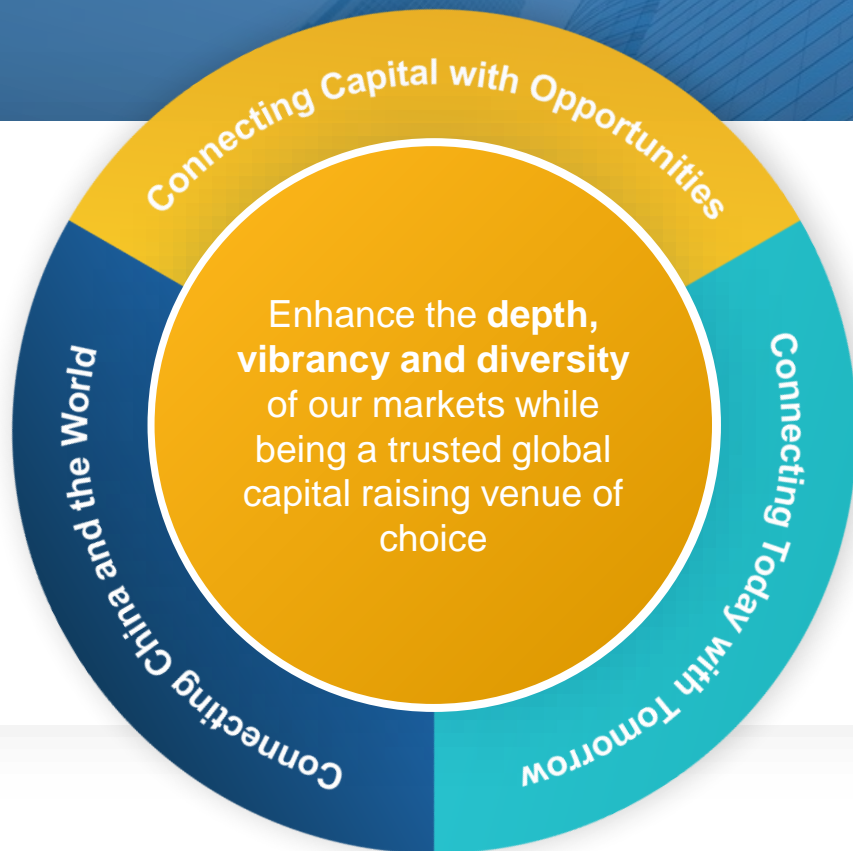 Connecting Capital with Opportunities
Enhance the depth,
vibrancy and diversity
of our markets while
being a trusted global
capital raising venue of
choice
Connecting China and the World
Connecting Today with Tomorrow